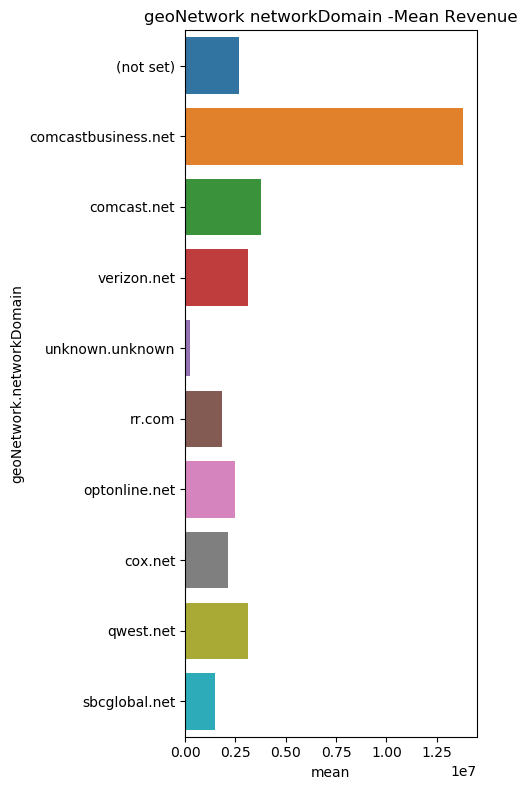 geoNetwork networkDomain -Mean Revenue
(not set)
comcastbusiness.net
comcast.net
verizon.net
unknown.unknown
rr.com
optonline.net
cox.net
qwest.net
sbcglobal.net
geoNetwork.networkDomain
0.00 0.25 0.50 0.75 1.00 1.25
1e7
mean